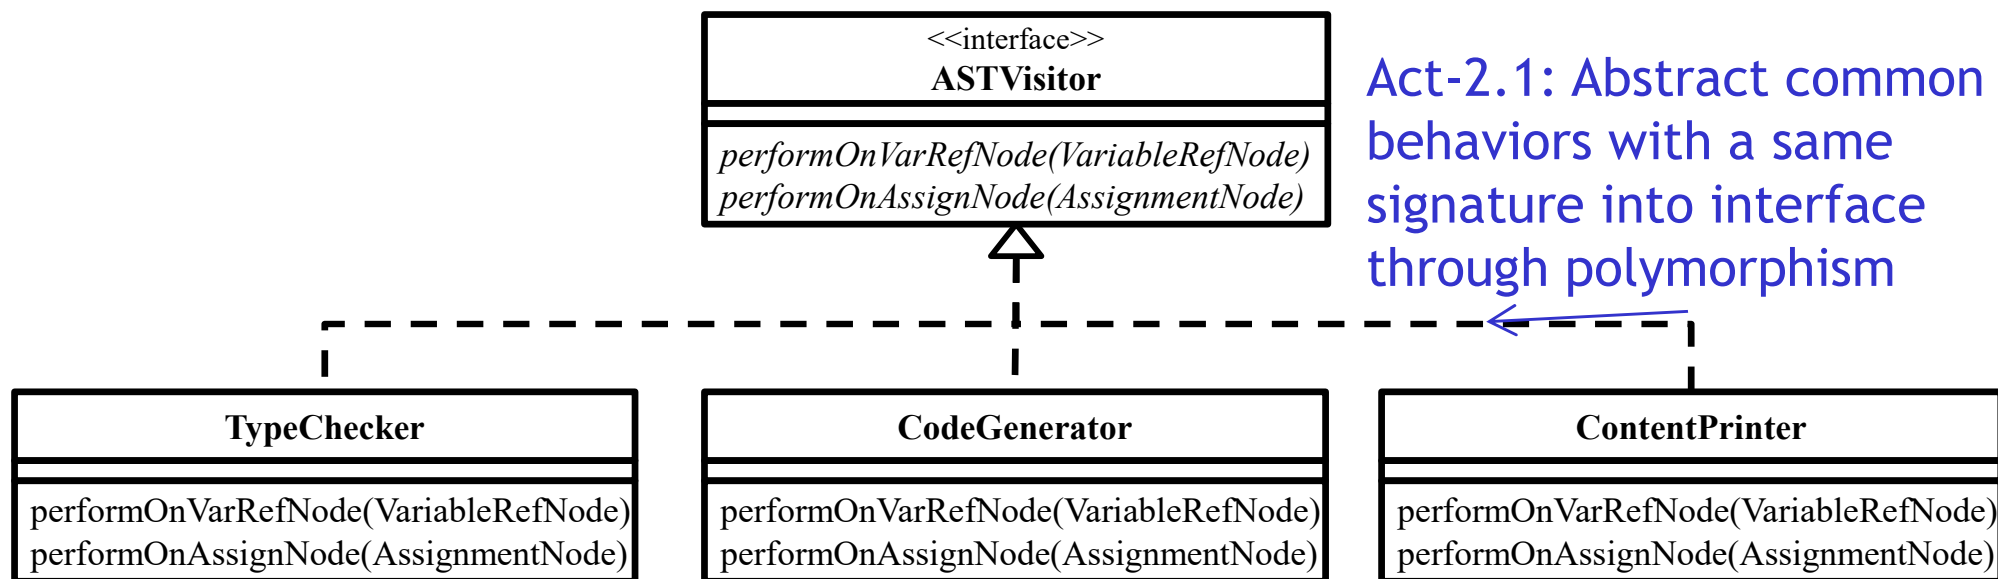 <<interface>>
ASTVisitor
performOnVarRefNode(VariableRefNode)
performOnAssignNode(AssignmentNode)
Act-2.1: Abstract common
behaviors with a same
signature into interface
through polymorphism
TypeChecker
performOnVarRefNode(VariableRefNode)
performOnAssignNode(AssignmentNode)
CodeGenerator
performOnVarRefNode(VariableRefNode)
performOnAssignNode(AssignmentNode)
ContentPrinter
performOnVarRefNode(VariableRefNode)
performOnAssignNode(AssignmentNode)